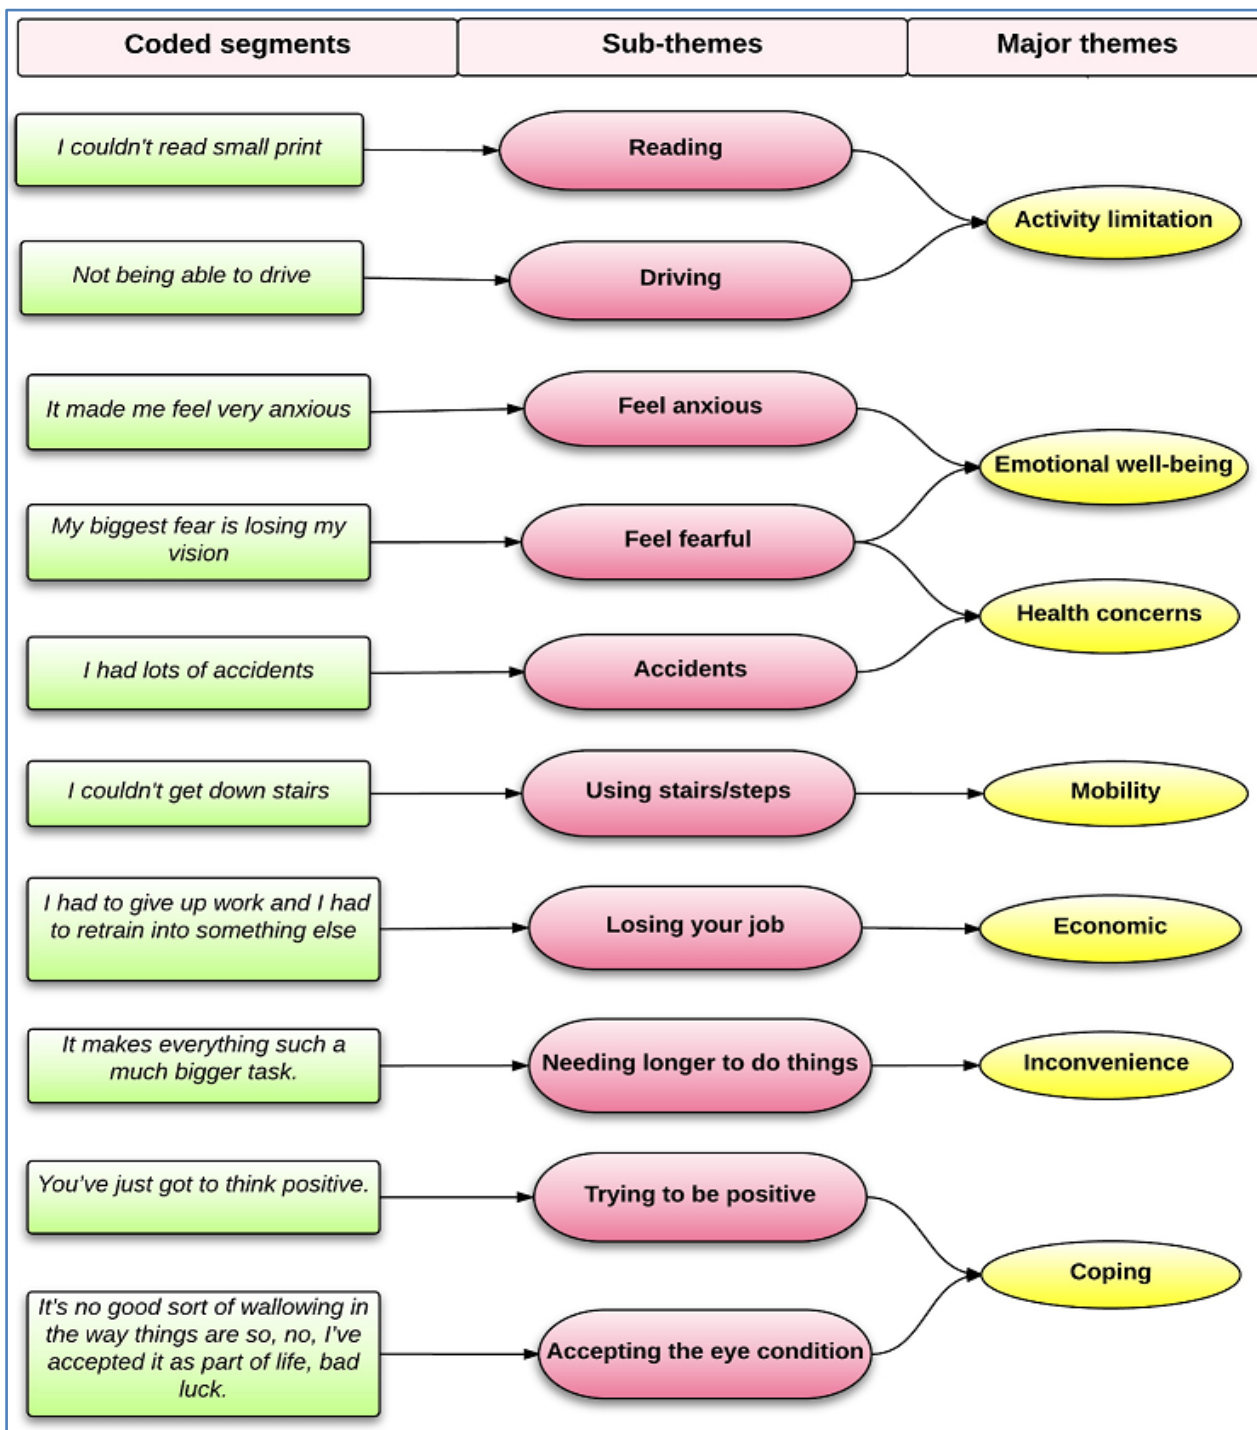 Coded segments
Sub-themes
Major themes
I couldn't read small print
Reading
Activity limitation
Not being able to drive
Driving
It made me feel very anxious
Feel anxious
Emotional well-being
My biggest fear is losing my
vision
Feel fearful
Health concerns
I had lots of accidents
Accidents
I couldn't get down stairs
Using stairs/steps
Mobility
I had to give up work and I had
to retrain into something else
Losing your job
Economic
It makes everything such a
much bigger task.
Needing longer to do things
Inconvenience
You've just got to think positive.
Trying to be positive
Coping
It's no good sort of wallowing in
the way things are so, no, I've
accepted it as part of life, bad
luck.
Accepting the eye condition